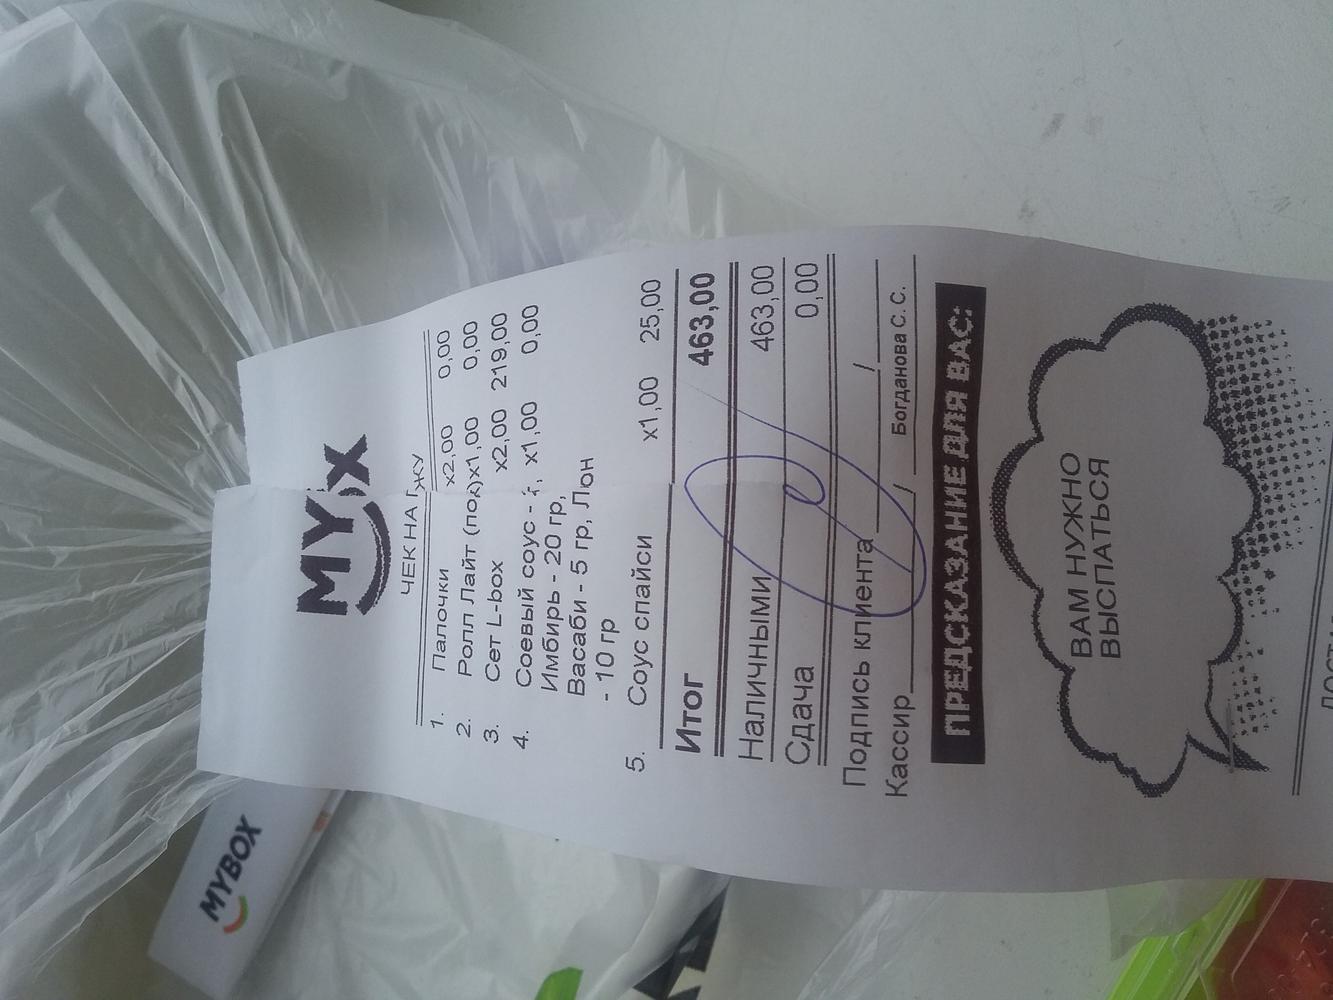 MYBOX
ЧЕК НА
1. Палочки x2,00 0,00
2. Ролл Лайт (под) x1,00 0,00
3. Сет L-box x2,00 219,00
4. Соевый соус - x1,00 0,00
Имбирь - 20 гр,
Васаби - 5 гр,
- 10 гр
5. Соус спайси x1,00 25,00
Итог 463,00
Наличными 463,00
Сдача 0,00
Подпись клиента / /
Кассир / Богданова С. С.
ПРЕДСКАЗАНИЕ ДЛЯ ВАС:
ВАМ НУЖНО
ВЫСПАТЬСЯ
MYBOX